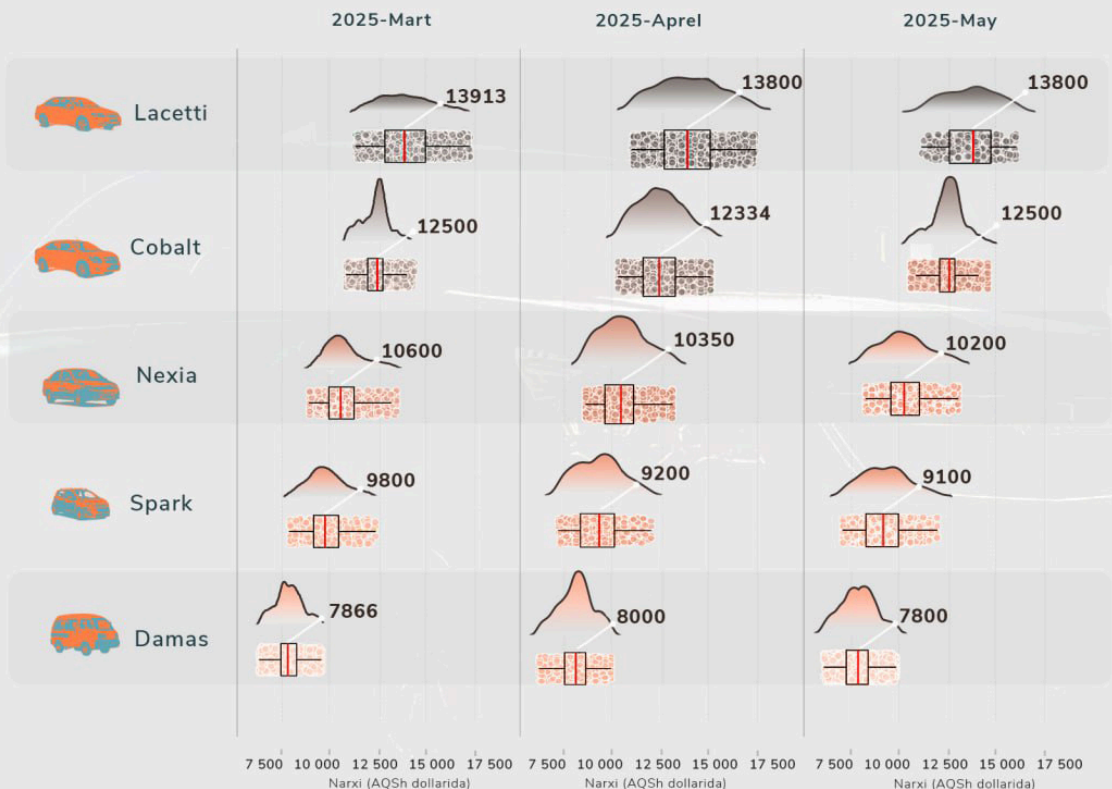 2025-Mart 2025-Aprel 2025-May
Lacetti 13913 13800 13800
Cobalt 12500 12334 12500
Nexia 10600 10350 10200
Spark 9800 9200 9100
Damas 7866 8000 7800
7 500 10 000 12 500 15 000 17 500 7 500 10 000 12 500 15 000 17 500 7 500 10 000 12 500 15 000 17 500
Narxi (AQSh dollarida) Narxi (AQSh dollarida) Narxi (AQSh dollarida)